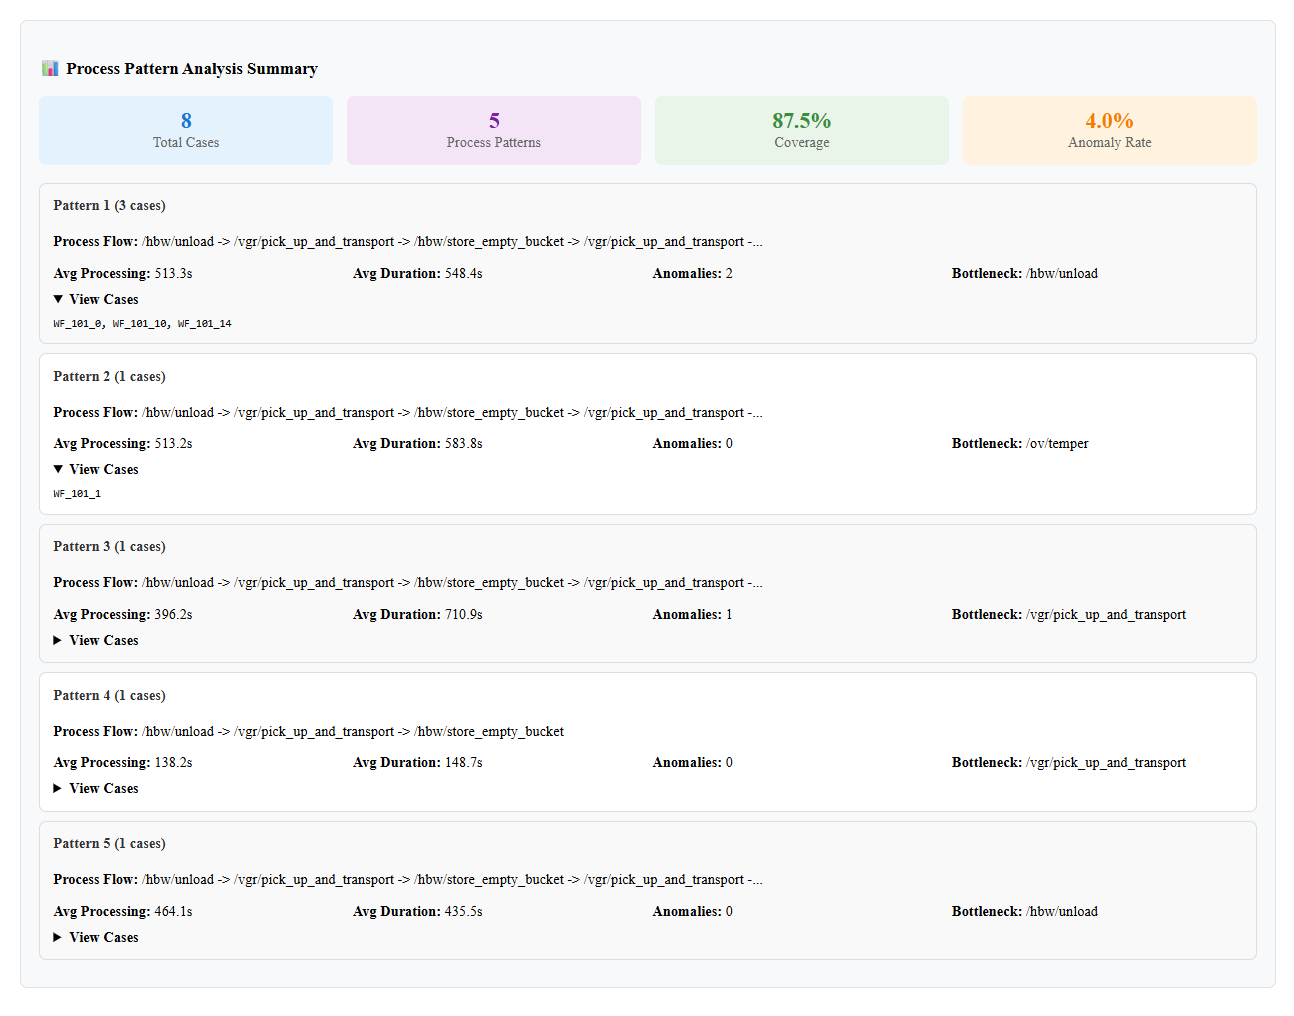 Process Pattern Analysis Summary
8
Total Cases
5
Process Patterns
87.5%
Coverage
4.0%
Anomaly Rate
Pattern 1 (3 cases)
Process Flow: /hbw/unload -> /vgr/pick_up_and_transport -> /hbw/store_empty_bucket -> /vgr/pick_up_and_transport -...
Avg Processing: 513.3s Avg Duration: 548.4s Anomalies: 2 Bottleneck: /hbw/unload
▼ View Cases
WF_101_0, WF_101_10, WF_101_14
Pattern 2 (1 cases)
Process Flow: /hbw/unload -> /vgr/pick_up_and_transport -> /hbw/store_empty_bucket -> /vgr/pick_up_and_transport -...
Avg Processing: 513.2s Avg Duration: 583.8s Anomalies: 0 Bottleneck: /ov/temper
▼ View Cases
WF_101_1
Pattern 3 (1 cases)
Process Flow: /hbw/unload -> /vgr/pick_up_and_transport -> /hbw/store_empty_bucket -> /vgr/pick_up_and_transport -...
Avg Processing: 396.2s Avg Duration: 710.9s Anomalies: 1 Bottleneck: /vgr/pick_up_and_transport
▶ View Cases
Pattern 4 (1 cases)
Process Flow: /hbw/unload -> /vgr/pick_up_and_transport -> /hbw/store_empty_bucket
Avg Processing: 138.2s Avg Duration: 148.7s Anomalies: 0 Bottleneck: /vgr/pick_up_and_transport
▶ View Cases
Pattern 5 (1 cases)
Process Flow: /hbw/unload -> /vgr/pick_up_and_transport -> /hbw/store_empty_bucket -> /vgr/pick_up_and_transport -...
Avg Processing: 464.1s Avg Duration: 435.5s Anomalies: 0 Bottleneck: /hbw/unload
▶ View Cases